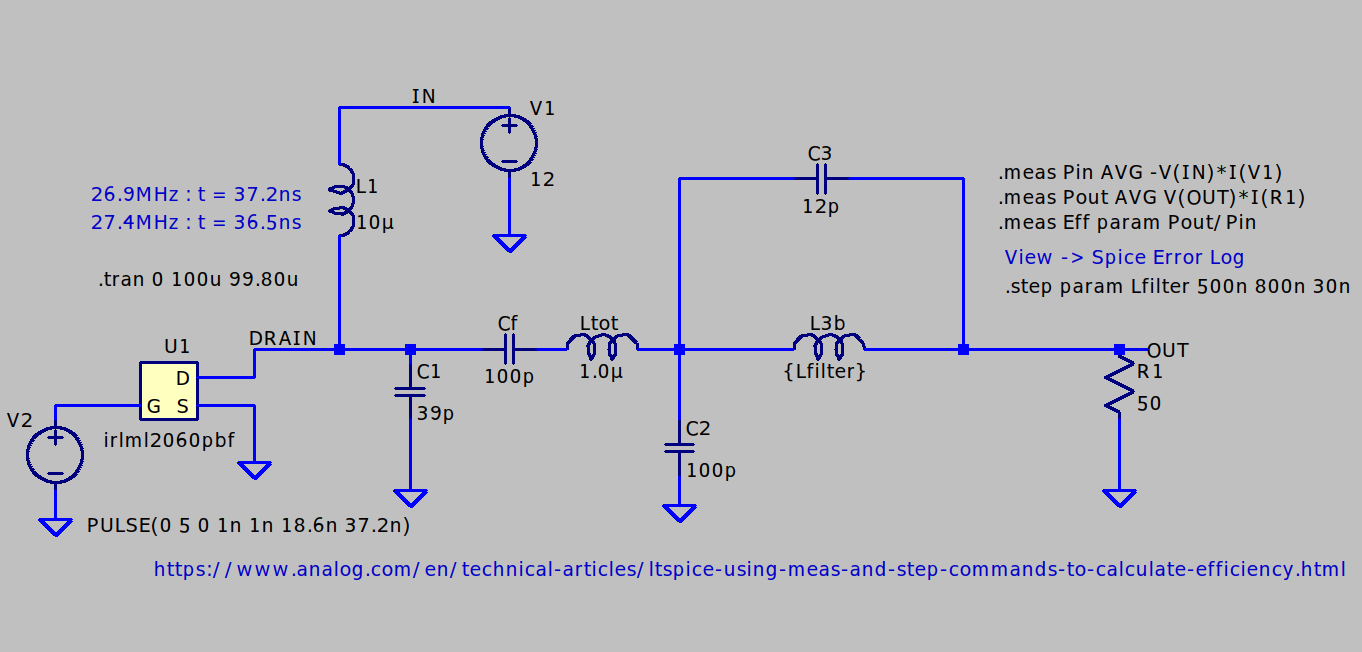 IN
V1
12
26.9MHz : t = 37.2ns
27.4MHz : t = 36.5ns
L1
10µ
C3
12p
.meas Pin AVG -V(IN)*I(V1)
.meas Pout AVG V(OUT)*I(R1)
.meas Eff param Pout/Pin
View -> Spice Error Log
.step param Lfilter 500n 800n 30n
.tran 0 100u 99.80u
DRAIN
U1
D
G S
irlml2060pbf
V2
PULSE(0 5 0 1n 1n 18.6n 37.2n)
C1
39p
Cf
100p
Ltot
1.0µ
L3b
{Lfilter}
C2
100p
OUT
R1
50
https://www.analog.com/en/technical-articles/ltspice-using-meas-and-step-commands-to-calculate-efficiency.html